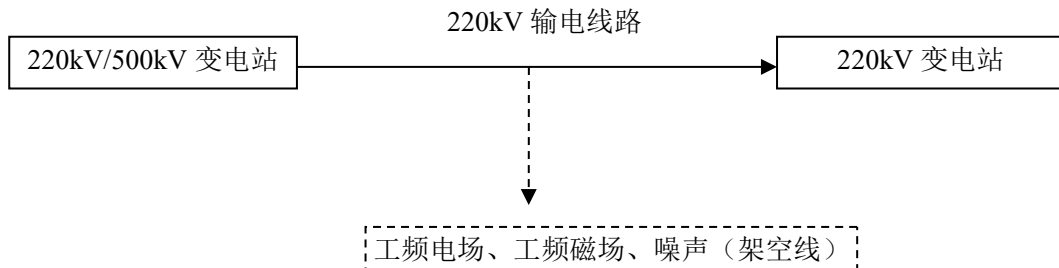 220kV 输电线路
220kV/500kV 变电站
220kV 变电站
工频电场、工频磁场、噪声（架空线）